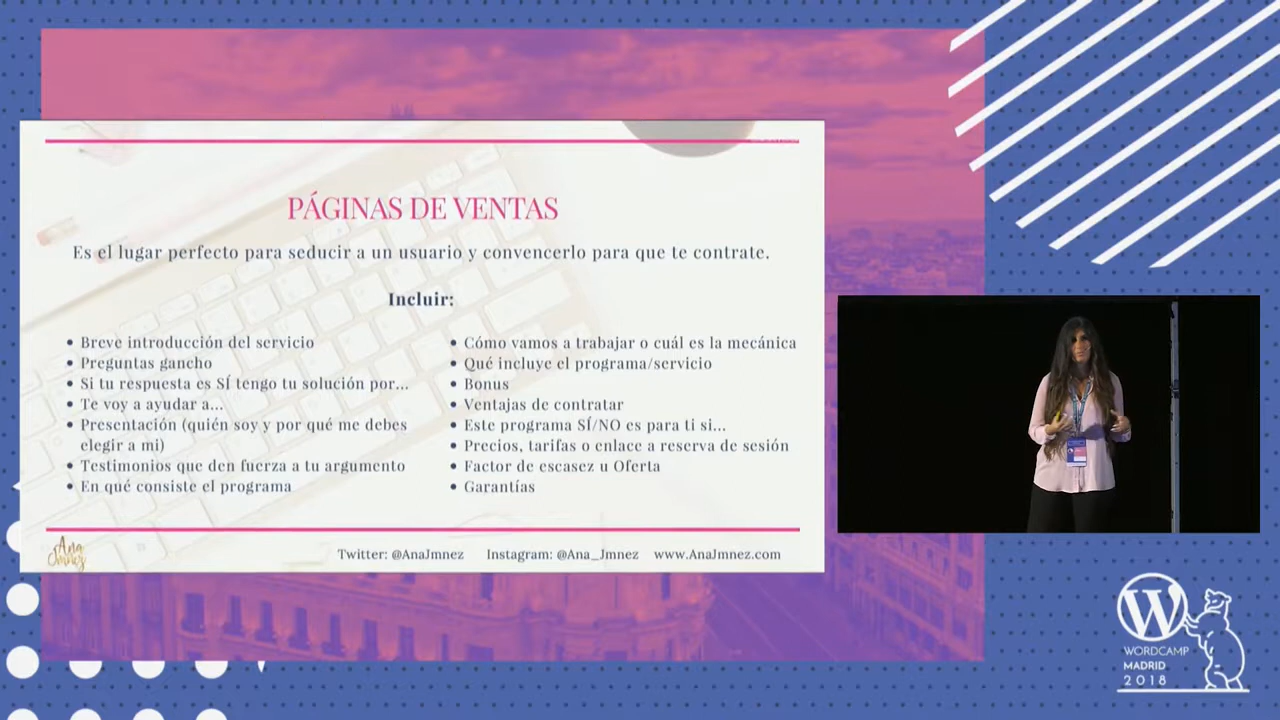 PÁGINAS DE VENTAS
Es el lugar perfecto para seducir a un usuario y convencerlo para que te contrate.
Incluir:
• Breve introducción del servicio
• Preguntas gancho
• Si tu respuesta es SÍ tengo tu solución por...
• Te voy a ayudar a...
• Presentación (quién soy y por qué me debes
elegir a mi)
• Testimonios que den fuerza a tu argumento
• En qué consiste el programa
• Cómo vamos a trabajar o cuál es la mecánica
• Qué incluye el programa/servicio
• Bonus
• Ventajas de contratar
• Este programa SÍ/NO es para ti si...
• Precios, tarifas o enlace a reserva de sesión
• Factor de escasez u Oferta
• Garantías
Ana
Jmnez
Twitter: @AnaJmnez Instagram: @Ana_Jmnez www.AnaJmnez.com
W
WORDCAMP
MADRID
2018